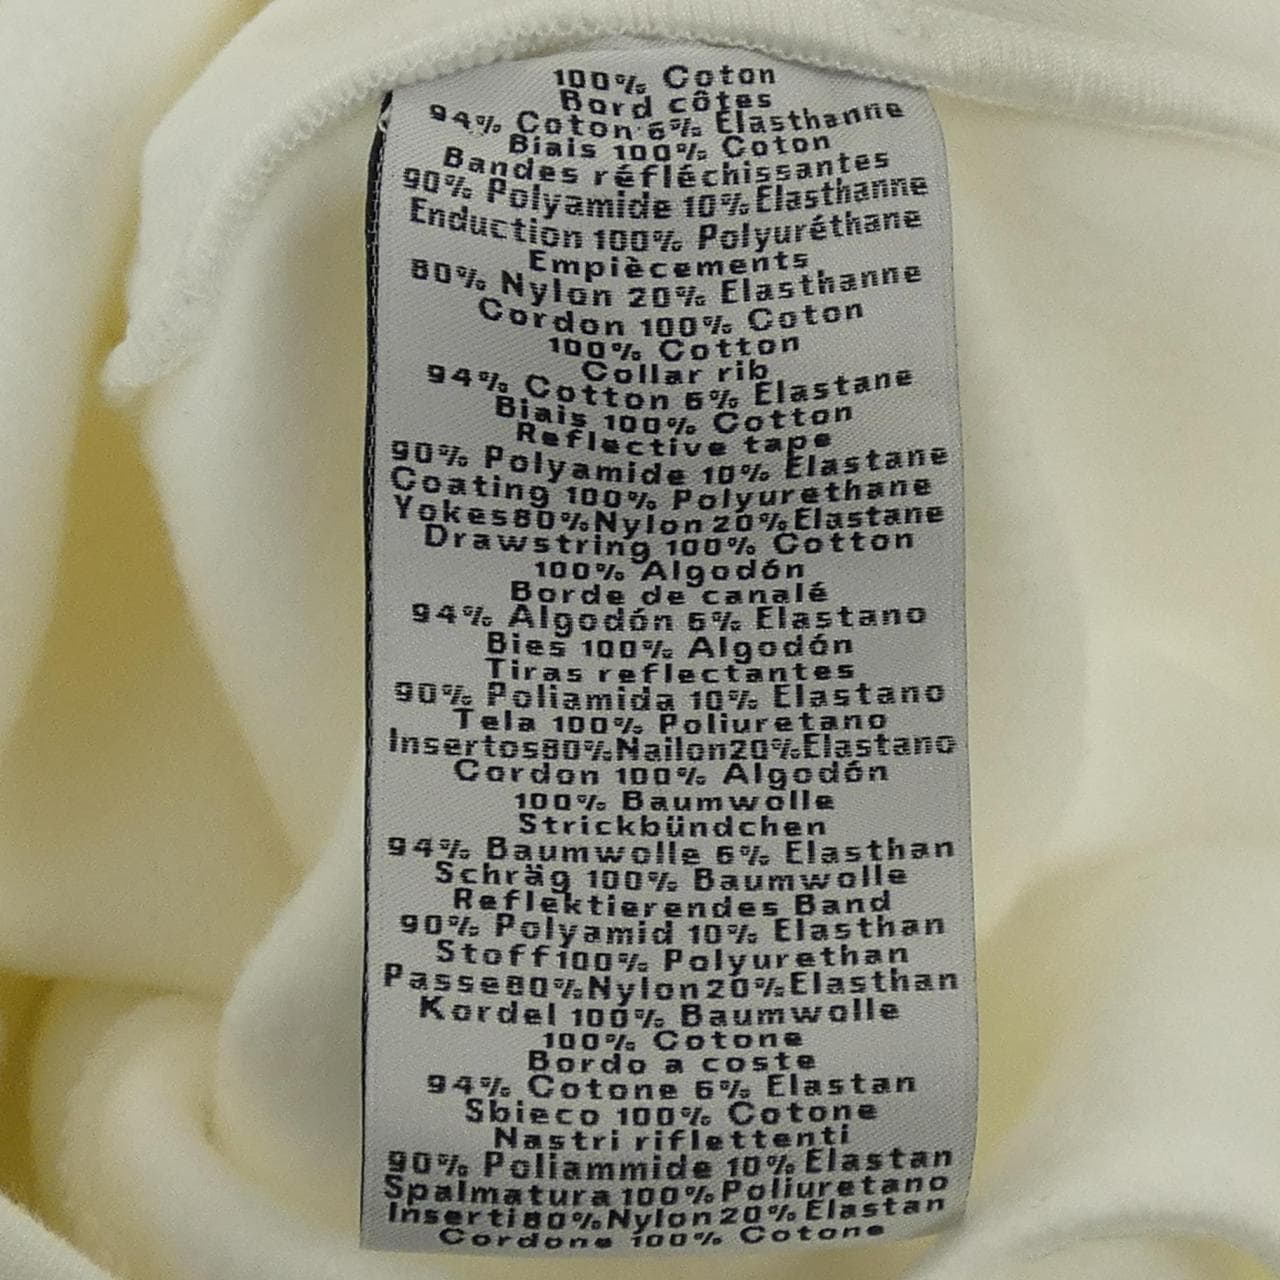 100% Coton
Bord côtes
94% Coton 6% Elasthanne
Biais 100% Coton
Bandes réfléchissantes
90% Polyamide 10% Elasthanne
Enduction 100% Polyuréthane
Empiècements
80% Nylon 20% Elasthanne
Cordon 100% Coton
100% Cotton
Collar rib
94% Cotton 6% Elastane
Biais 100% Cotton
Reflective tape
90% Polyamide 10% Elastane
Coating 100% Polyurethane
Yokes80%Nylon20%Elastane
Drawstring 100% Cotton
100% Algodón
Borde de canalé
94% Algodón 6% Elastano
Bies 100% Algodón
Tiras reflectantes
90% Poliamida 10% Elastano
Tela 100% Poliuretano
Insertos80%Nailon20%Elastano
Cordon 100% Algodón
100% Baumwolle
Strickbündchen
94% Baumwolle 6% Elasthan
Schräg 100% Baumwolle
Reflektierendes Band
90% Polyamid 10% Elasthan
Stoff100% Polyurethan
Passe80%Nylon20%Elasthan
Kordel 100% Baumwolle
100% Cotone
Bordo a coste
94% Cotone 6% Elastan
Sbieco 100% Cotone
Nastri riflettenti
90% Poliammide 10% Elastan
Spalmatura 100%Poliuretano
Inserti80%Nylon20% Elastan
Cordone 100% Cotone